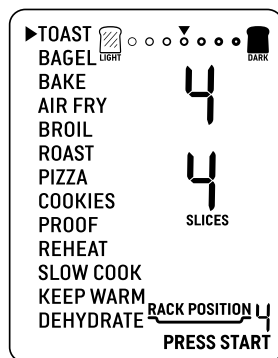 TOAST
BAGEL
LIGHT DARK
BAKE
4
AIR FRY
BROIL
ROAST
PIZZA
4
COOKIES
PROOF
SLICES
REHEAT
SLOW COOK
KEEP WARM
DEHYDRATE
RACK POSITION 4
PRESS START